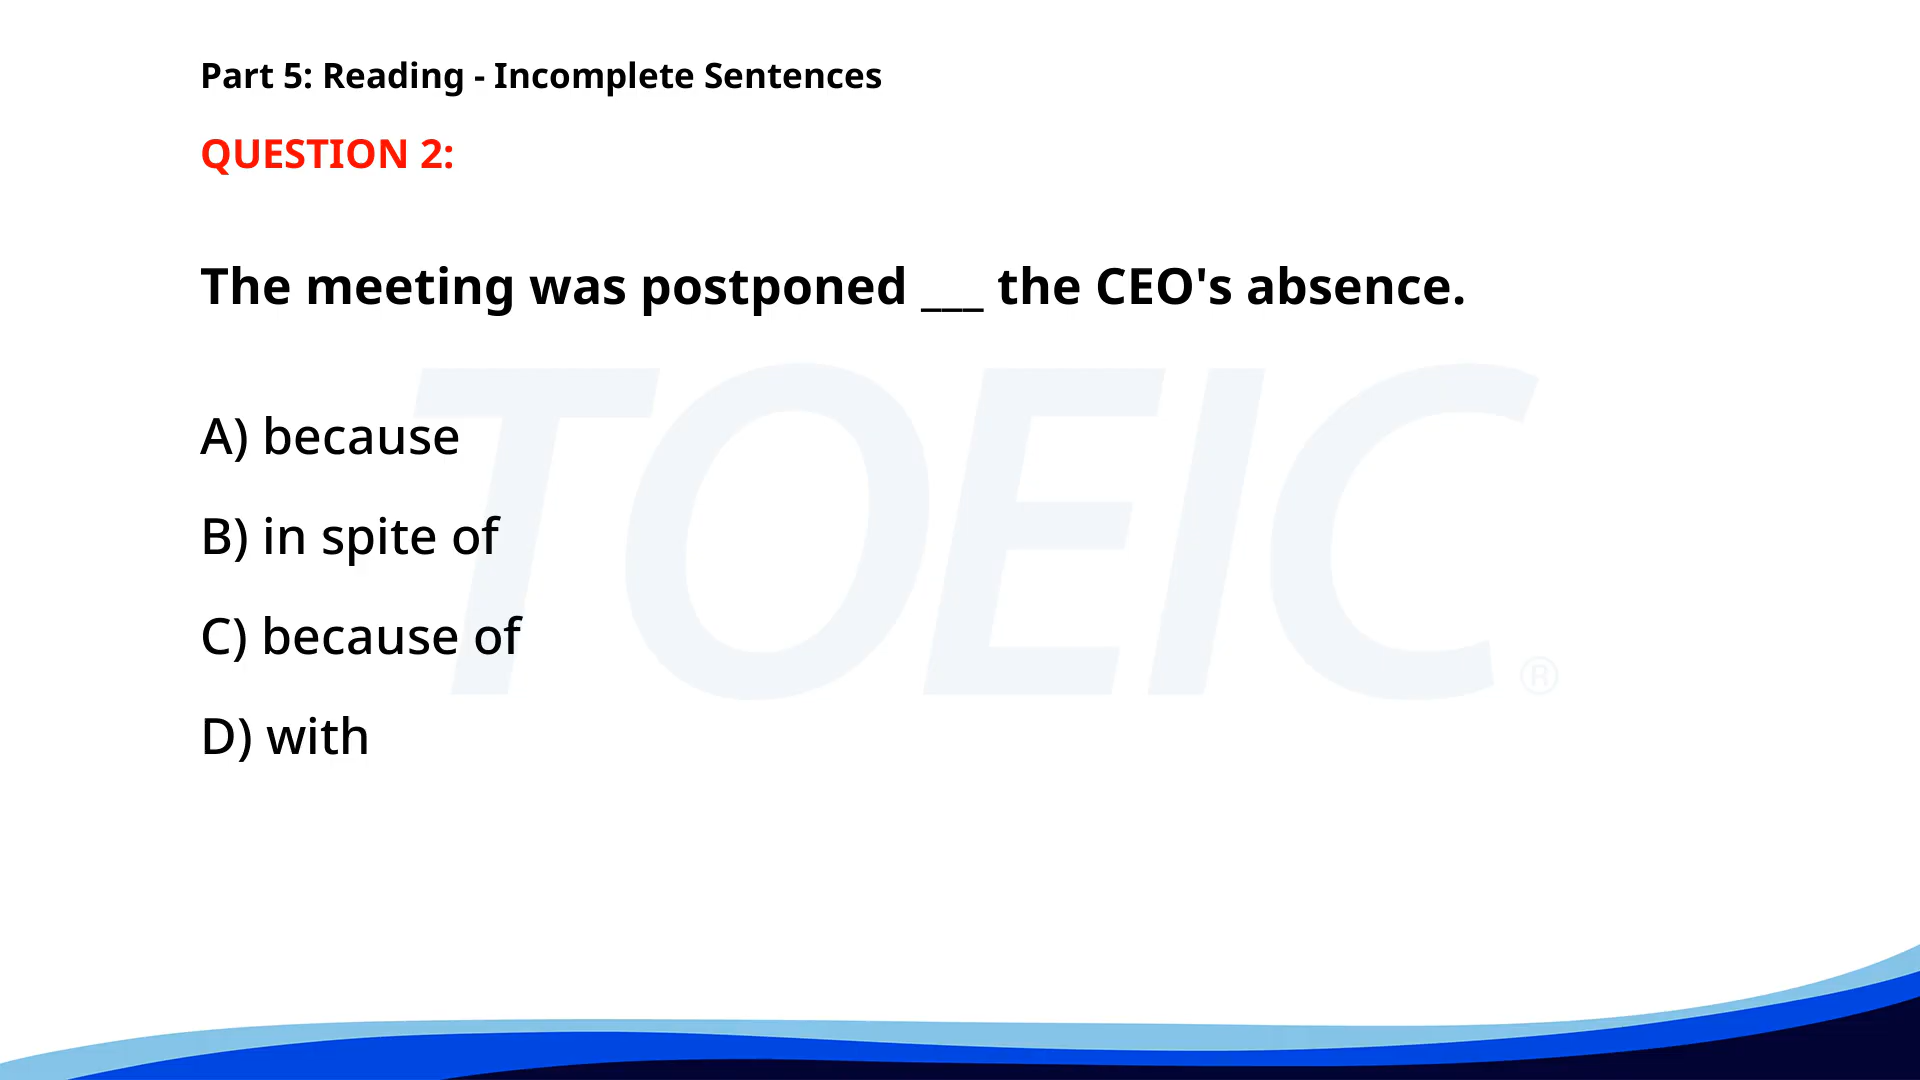 Part 5: Reading - Incomplete Sentences
QUESTION 2:
The meeting was postponed ___ the CEO's absence.
TOEIC®
A) because
B) in spite of
C) because of
D) with